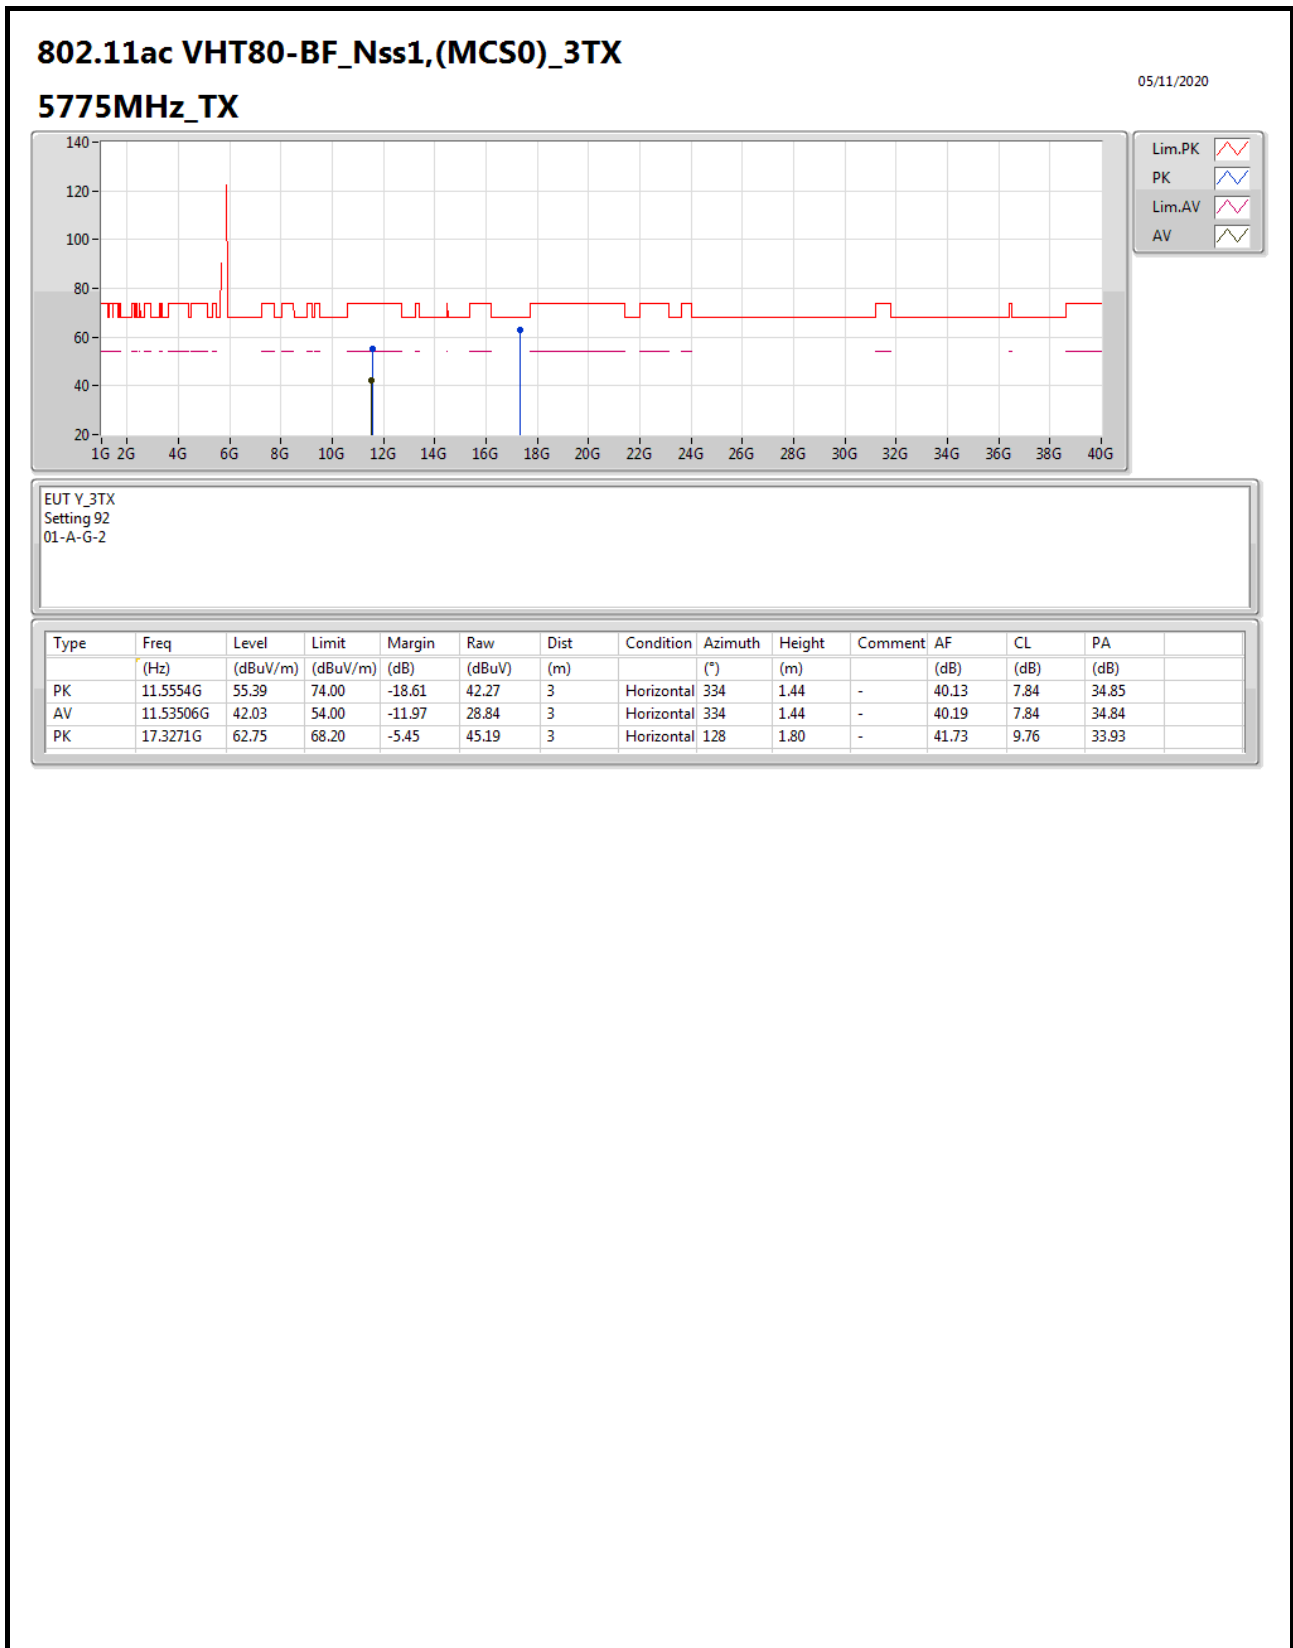 802.11ac VHT80-BF_Nss1,(MCS0)_3TX
05/11/2020
5775MHz_TX
140
120
100
80
60
40
20
1G 2G 4G 6G 8G 10G 12G 14G 16G 18G 20G 22G 24G 26G 28G 30G 32G 34G 36G 38G 40G
Lim.PK
PK
Lim.AV
AV
EUT Y_3TX
Setting 92
01-A-G-2
Type Freq Level Limit Margin Raw Dist Condition Azimuth Height Comment AF CL PA
(Hz) (dBuV/m) (dBuV/m) (dB) (dBuV) (m) (°) (m) (dB) (dB) (dB)
PK 11.5554G 55.39 74.00 -18.61 42.27 3 Horizontal 334 1.44 - 40.13 7.84 34.85
AV 11.53506G 42.03 54.00 -11.97 28.84 3 Horizontal 334 1.44 - 40.19 7.84 34.84
PK 17.3271G 62.75 68.20 -5.45 45.19 3 Horizontal 128 1.80 - 41.73 9.76 33.93